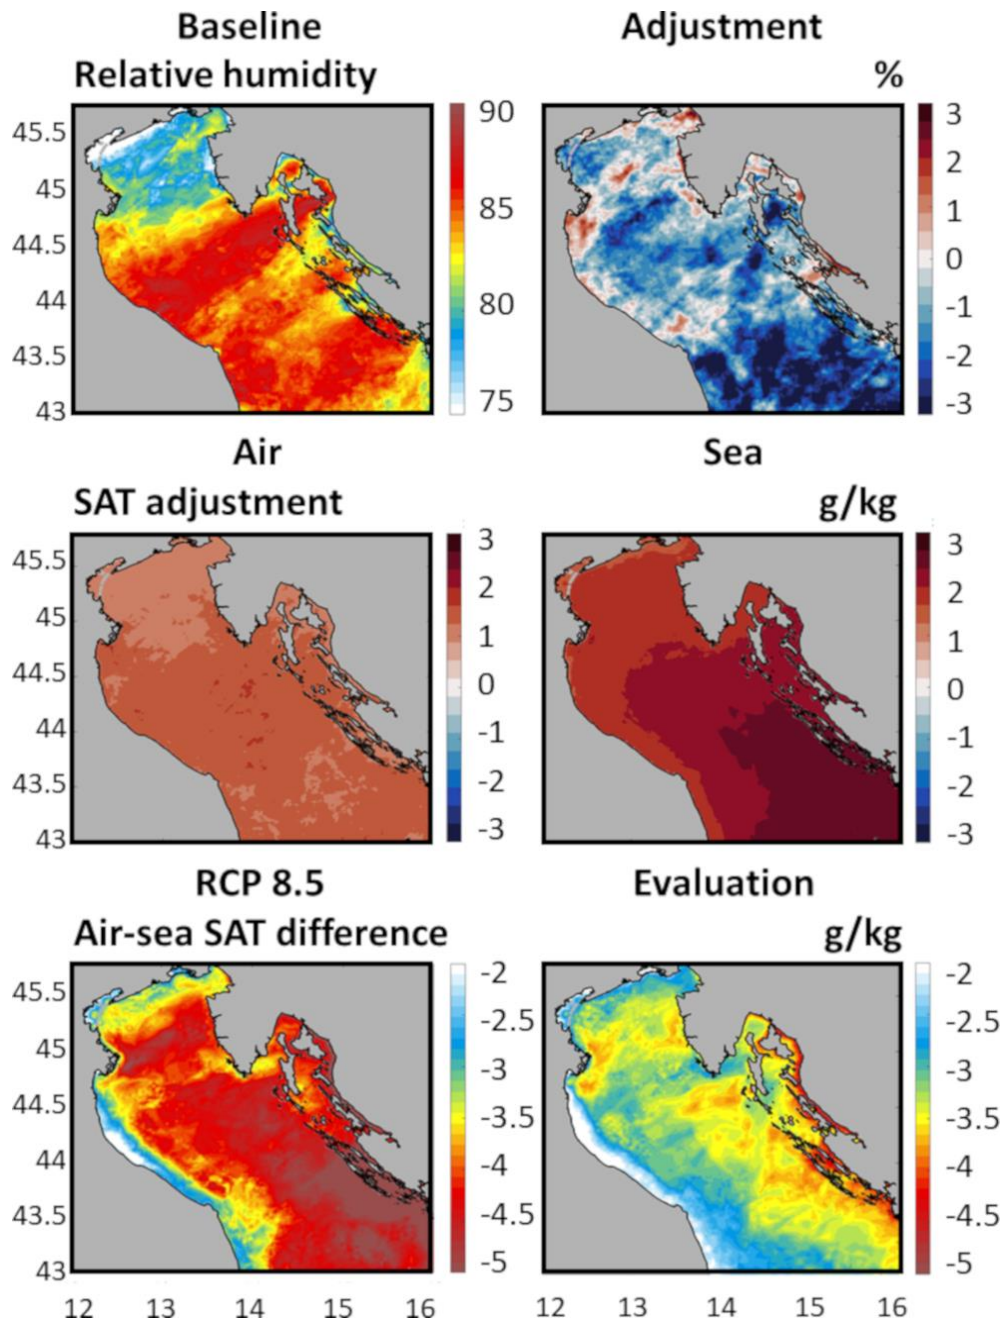 Baseline Adjustment
Relative humidity %
45.5 90 3
45 2
44.5 85 1
44 0
43.5 80 -1
43 75 -2
-3
Air Sea
SAT adjustment g/kg
45.5 3 3
45 2 2
44.5 1 1
44 0 0
43.5 -1 -1
43 -2 -2
-3 -3
RCP 8.5 Evaluation
Air-sea SAT difference g/kg
45.5 -2 -2
45 -2.5 -2.5
44.5 -3 -3
44 -3.5 -3.5
43.5 -4 -4
43 -4.5 -4.5
-5 -5
12 13 14 15 16 12 13 14 15 16